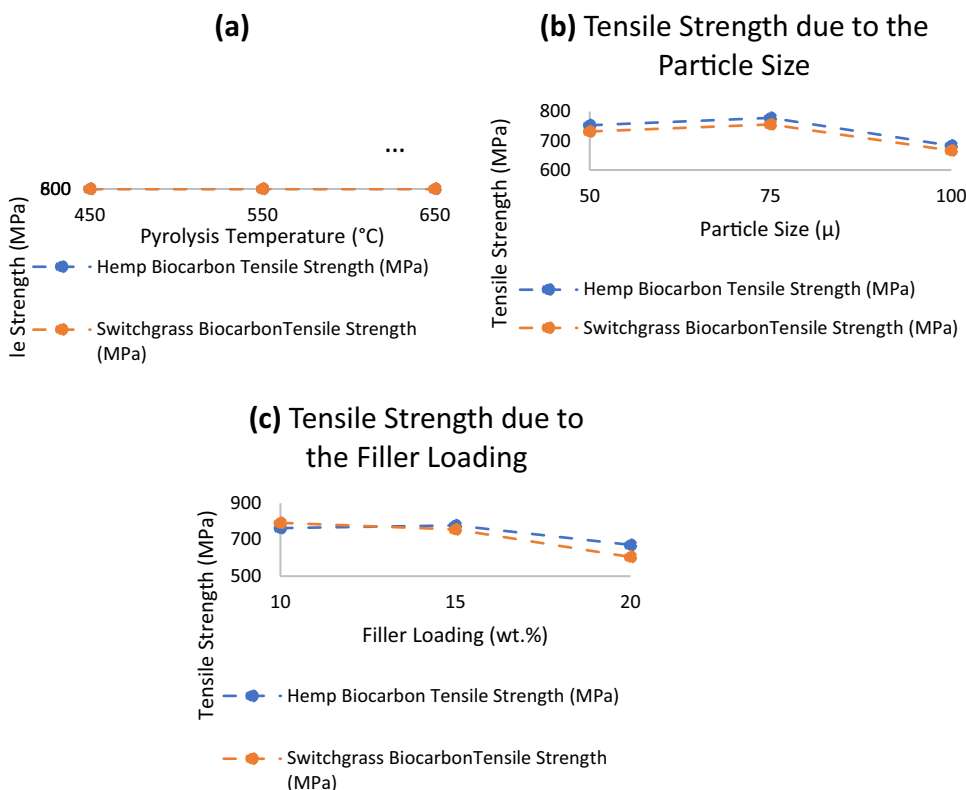 (a)
...
800
450 550 650
Pyrolysis Temperature (°C)
le Strength (MPa)
Hemp Biocarbon Tensile Strength (MPa)
Switchgrass BiocarbonTensile Strength
(MPa)
(b) Tensile Strength due to the
Particle Size
800
700
600
50 75 100
Particle Size (μ)
Tensile Strength (MPa)
Hemp Biocarbon Tensile Strength (MPa)
Switchgrass BiocarbonTensile Strength (MPa)
(c) Tensile Strength due to
the Filler Loading
900
700
500
10 15 20
Filler Loading (wt.%)
Tensile Strength (MPa)
Hemp Biocarbon Tensile Strength (MPa)
Switchgrass BiocarbonTensile Strength
(MPa)